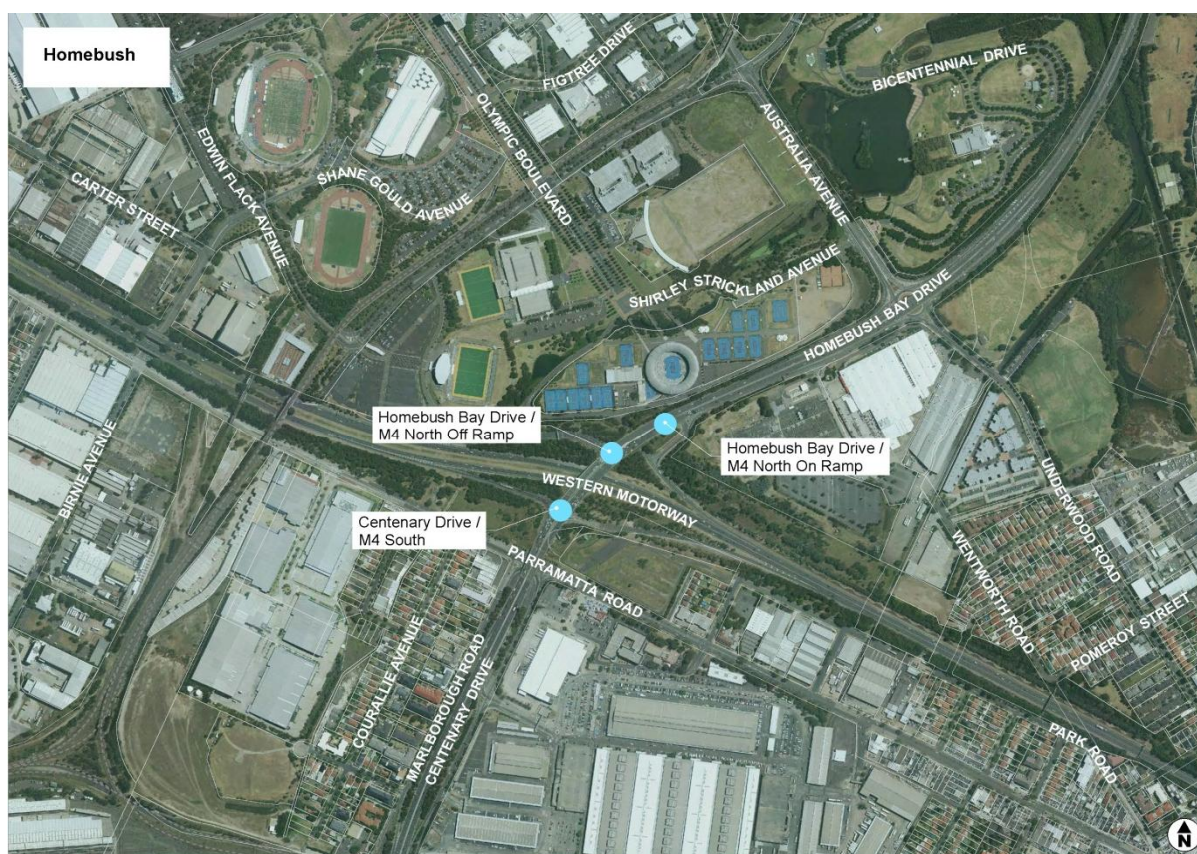 Homebush
FIGTREE DRIVE
BICENTENNIAL DRIVE
OLYMPIC BOULEVARD
AUSTRALIA AVENUE
EDWIN FLACK AVENUE
SHANE GOULD AVENUE
CARTER STREET
SHIRLEY STRICKLAND AVENUE
HOMEBUSH BAY DRIVE
Homebush Bay Drive /
M4 North Off Ramp
Homebush Bay Drive /
M4 North On Ramp
BIRNIE AVENUE
WESTERN MOTORWAY
UNDERWOOD ROAD
Centenary Drive /
M4 South
PARRAMATTA ROAD
WENTWORTH ROAD
POMEROY STREET
COURALLIE AVENUE
MARLBOROUGH ROAD
CENTENARY DRIVE
PARK ROAD
N